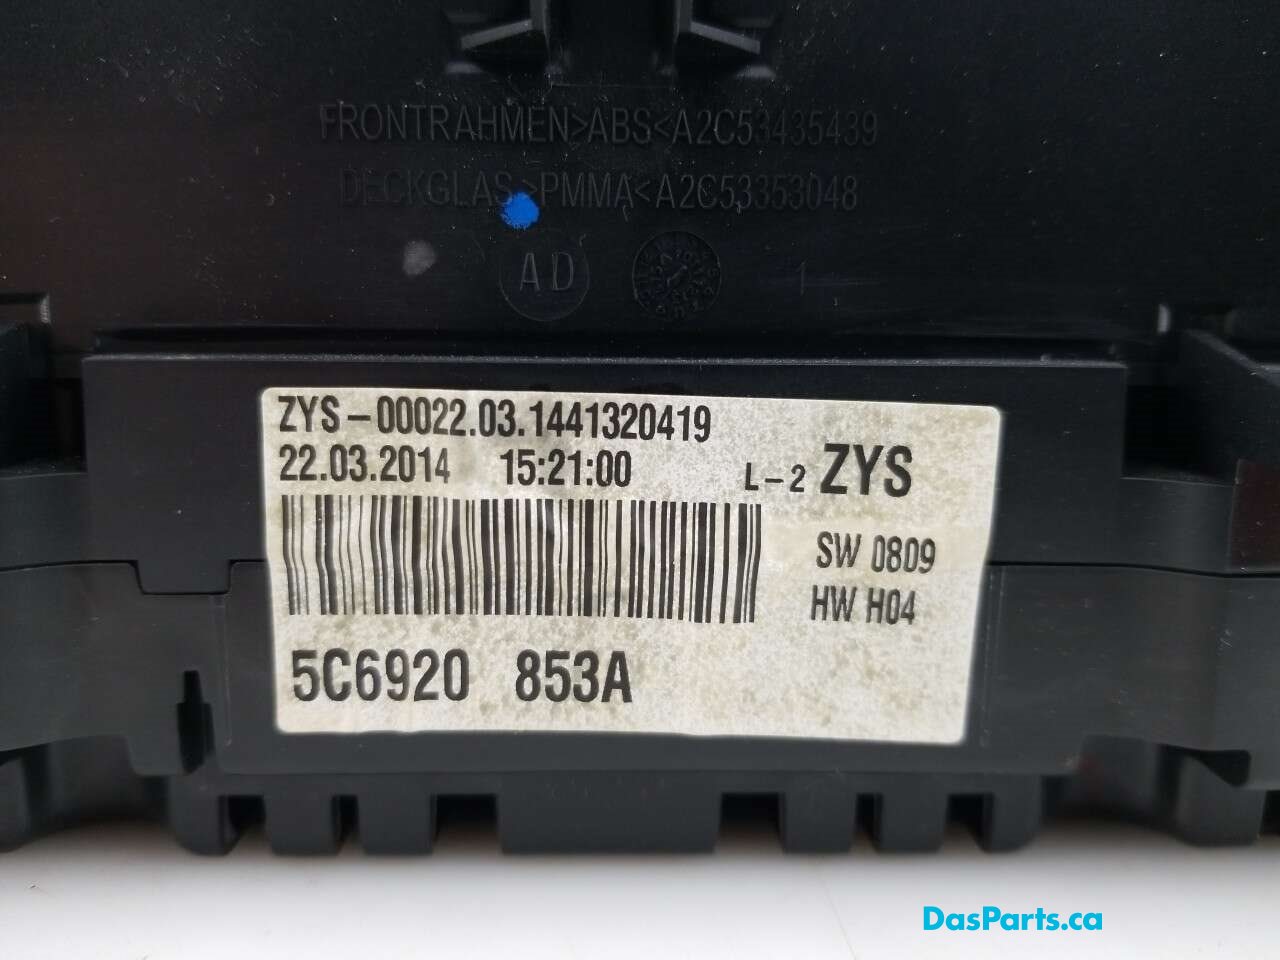 FRONTRAHMEN>ABS<A2C53435439
DECKGLAS >PMMA<A2C53353048
AD
1
ZYS-00022.03.1441320419
22.03.2014 15:21:00
L-2 ZYS
SW 0809
HW H04
5C6920 853A
DasParts.ca